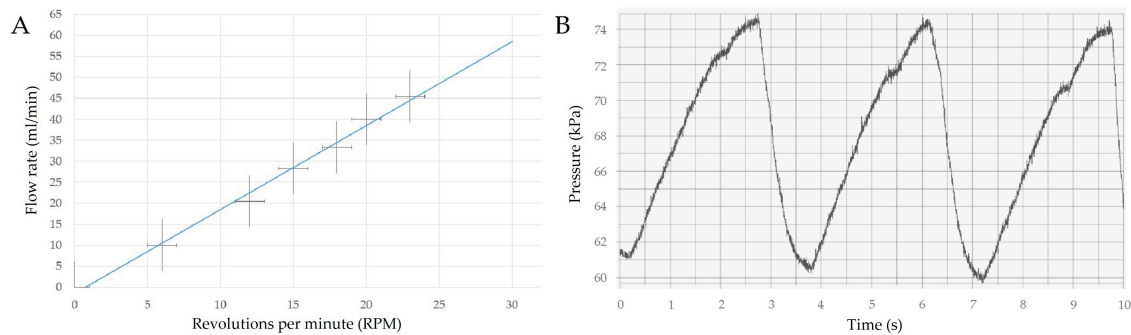 A
65
60
55
50
45
40
35
30
25
20
15
10
5
0
Flow rate (ml/min)
0 5 10 15 20 25 30
Revolutions per minute (RPM)
B
74
72
70
68
66
64
62
60
Pressure (kPa)
0 1 2 3 4 5 6 7 8 9 10
Time (s)